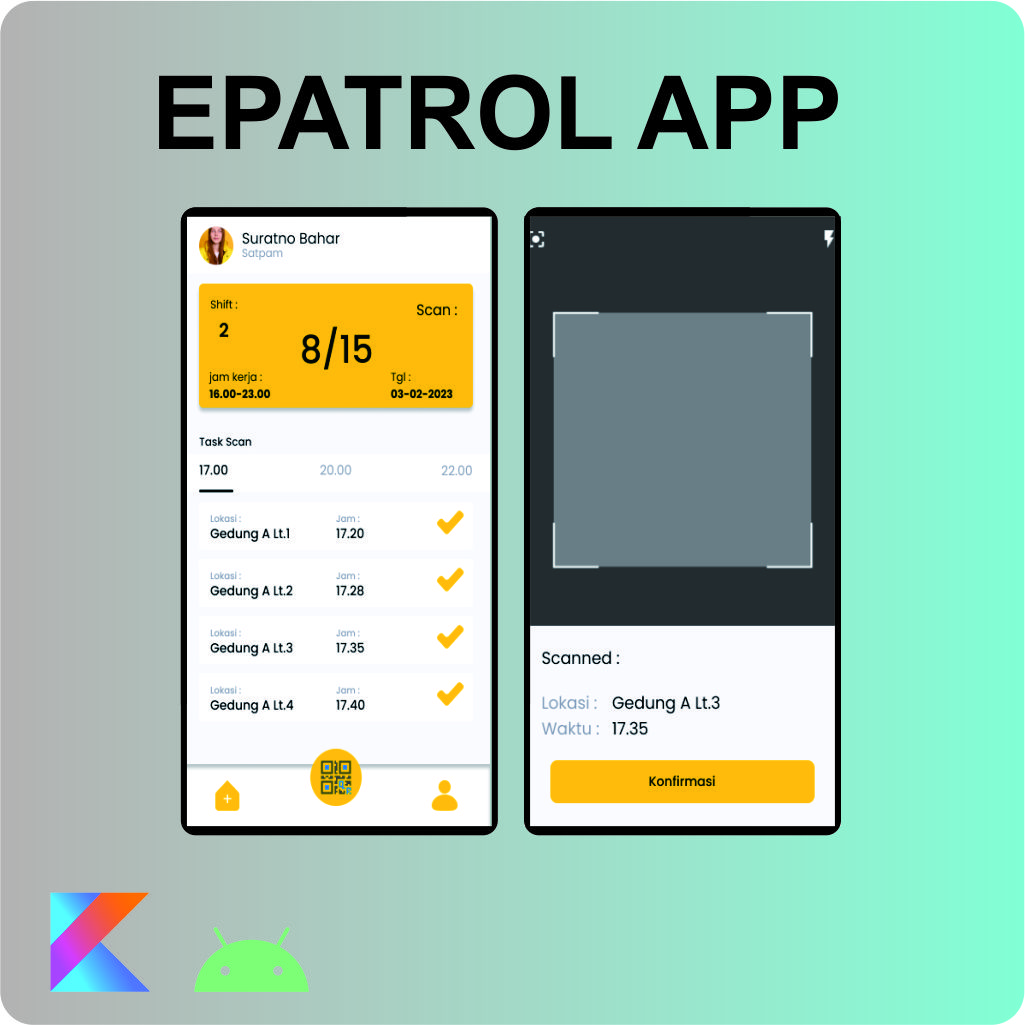 EPATROL APP
Suratno Bahar
Satpam
Shift :
Scan :
2
8/15
jam kerja :
Tgl :
16.00-23.00
03-02-2023
Task Scan
17.00 20.00 22.00
Lokasi : Jam :
Gedung A Lt.1 17.20
Lokasi : Jam :
Gedung A Lt.2 17.28
Lokasi : Jam :
Gedung A Lt.3 17.35
Lokasi : Jam :
Gedung A Lt.4 17.40
Scanned :
Lokasi : Gedung A Lt.3
Waktu : 17.35
Konfirmasi